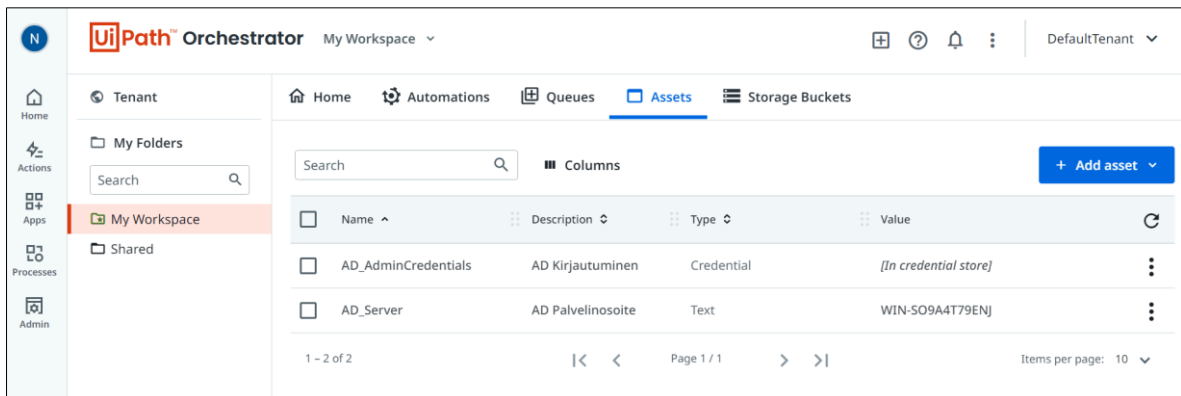 N
UiPath™ Orchestrator My Workspace DefaultTenant
Home
Actions
Apps
Processes
Admin
Tenant
My Folders
Search
My Workspace
Shared
Home Automations Queues Assets Storage Buckets
Search Columns + Add asset
Name Description Type Value
AD_AdminCredentials AD Kirjautuminen Credential [In credential store]
AD_Server AD Palvelinosoite Text WIN-SO9A4T79ENJ
1 – 2 of 2 Page 1 / 1 Items per page: 10